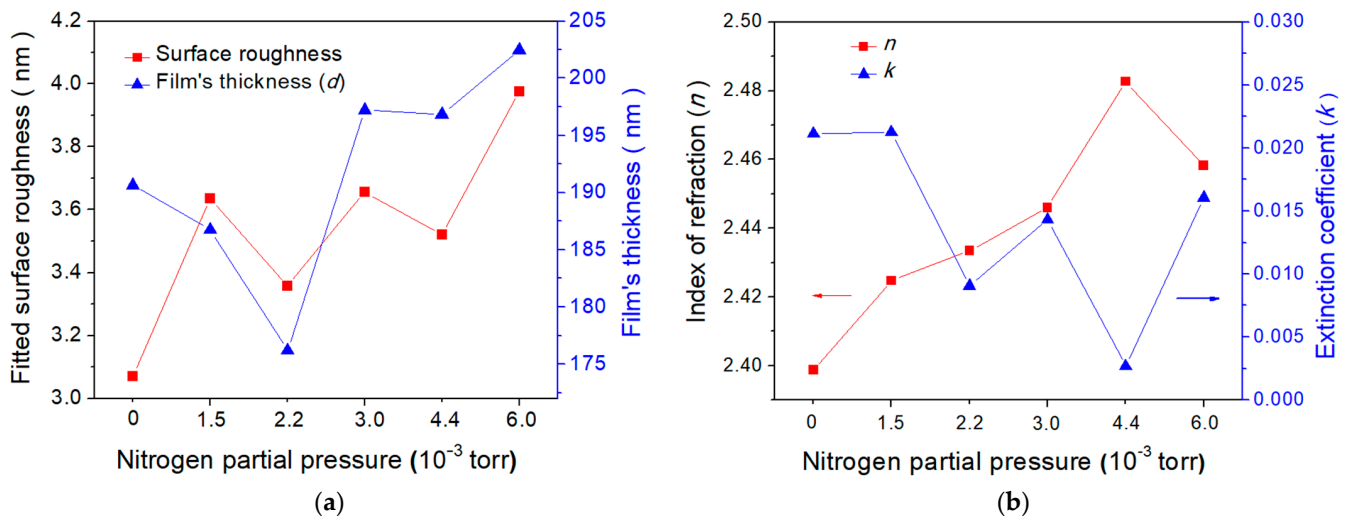 4.2
4.0
3.8
3.6
3.4
3.2
3.0
Fitted surface roughness ( nm )
Surface roughness
Film's thickness (d)
205
200
195
190
185
180
175
Film's thickness ( nm )
0 1.5 2.2 3.0 4.4 6.0
Nitrogen partial pressure (10⁻³ torr)
(a)
2.50
2.48
2.46
2.44
2.42
2.40
Index of refraction (n)
n
k
0.030
0.025
0.020
0.015
0.010
0.005
0.000
Extinction coefficient (k)
0 1.5 2.2 3.0 4.4 6.0
Nitrogen partial pressure (10⁻³ torr)
(b)